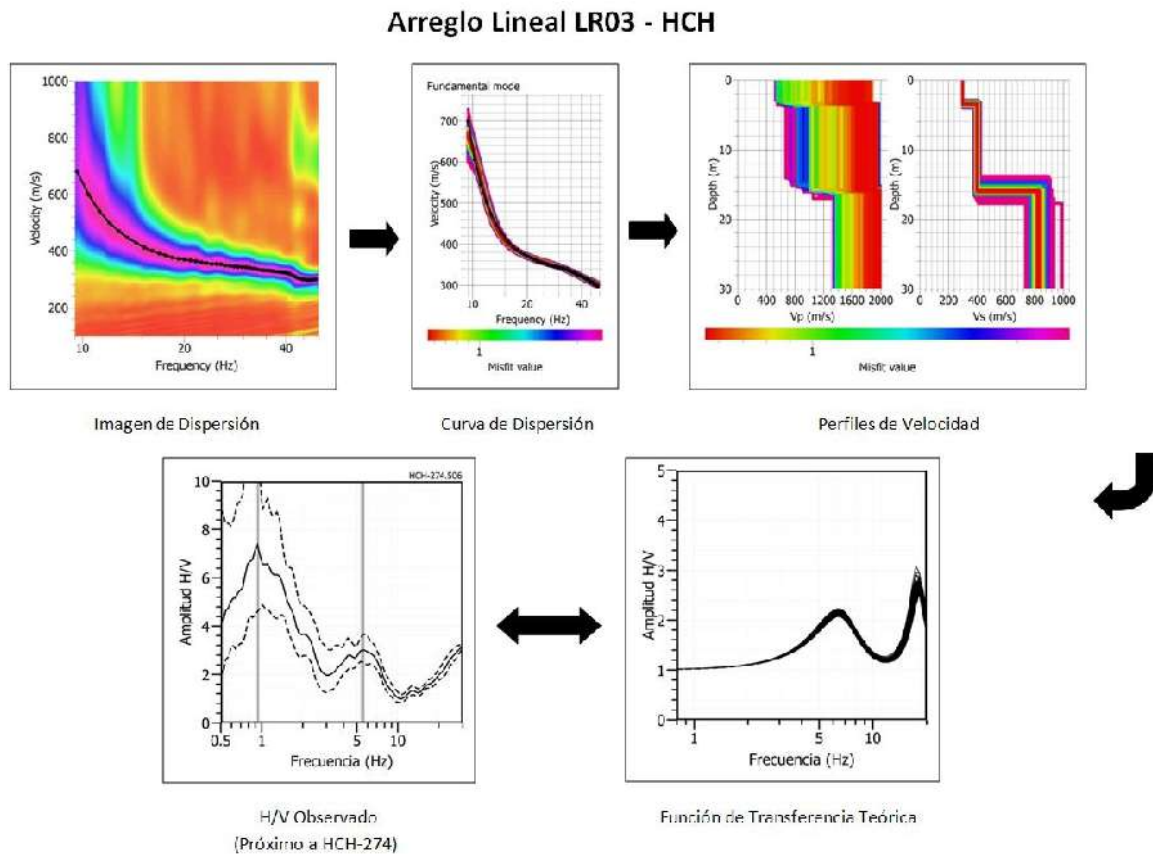 Arreglo Lineal LR03 - HCH
1000
800
600
400
200
Velocity (m/s)
10
20
40
Frequency (Hz)
Imagen de Dispersión
Fundamental mode
700
600
500
400
300
Velocity (m/s)
10
20
40
Frequency (Hz)
1
Misfit value
Curva de Dispersión
0
10
20
30
Depth (m)
0 400 800 1200 1600 2000
Vp (m/s)
0
10
20
30
Depth (m)
0 200 400 600 800 1000
Vs (m/s)
1
Misfit value
Perfiles de Velocidad
HCH-274.506
10
8
6
4
2
0
Amplitud H/V
0.5 1 5 10
Frecuencia (Hz)
H/V Observado
(Próximo a HCH-274)
5
4
3
2
1
0
Amplitud H/V
1 5 10
Frecuencia (Hz)
Función de Transferencia Teórica